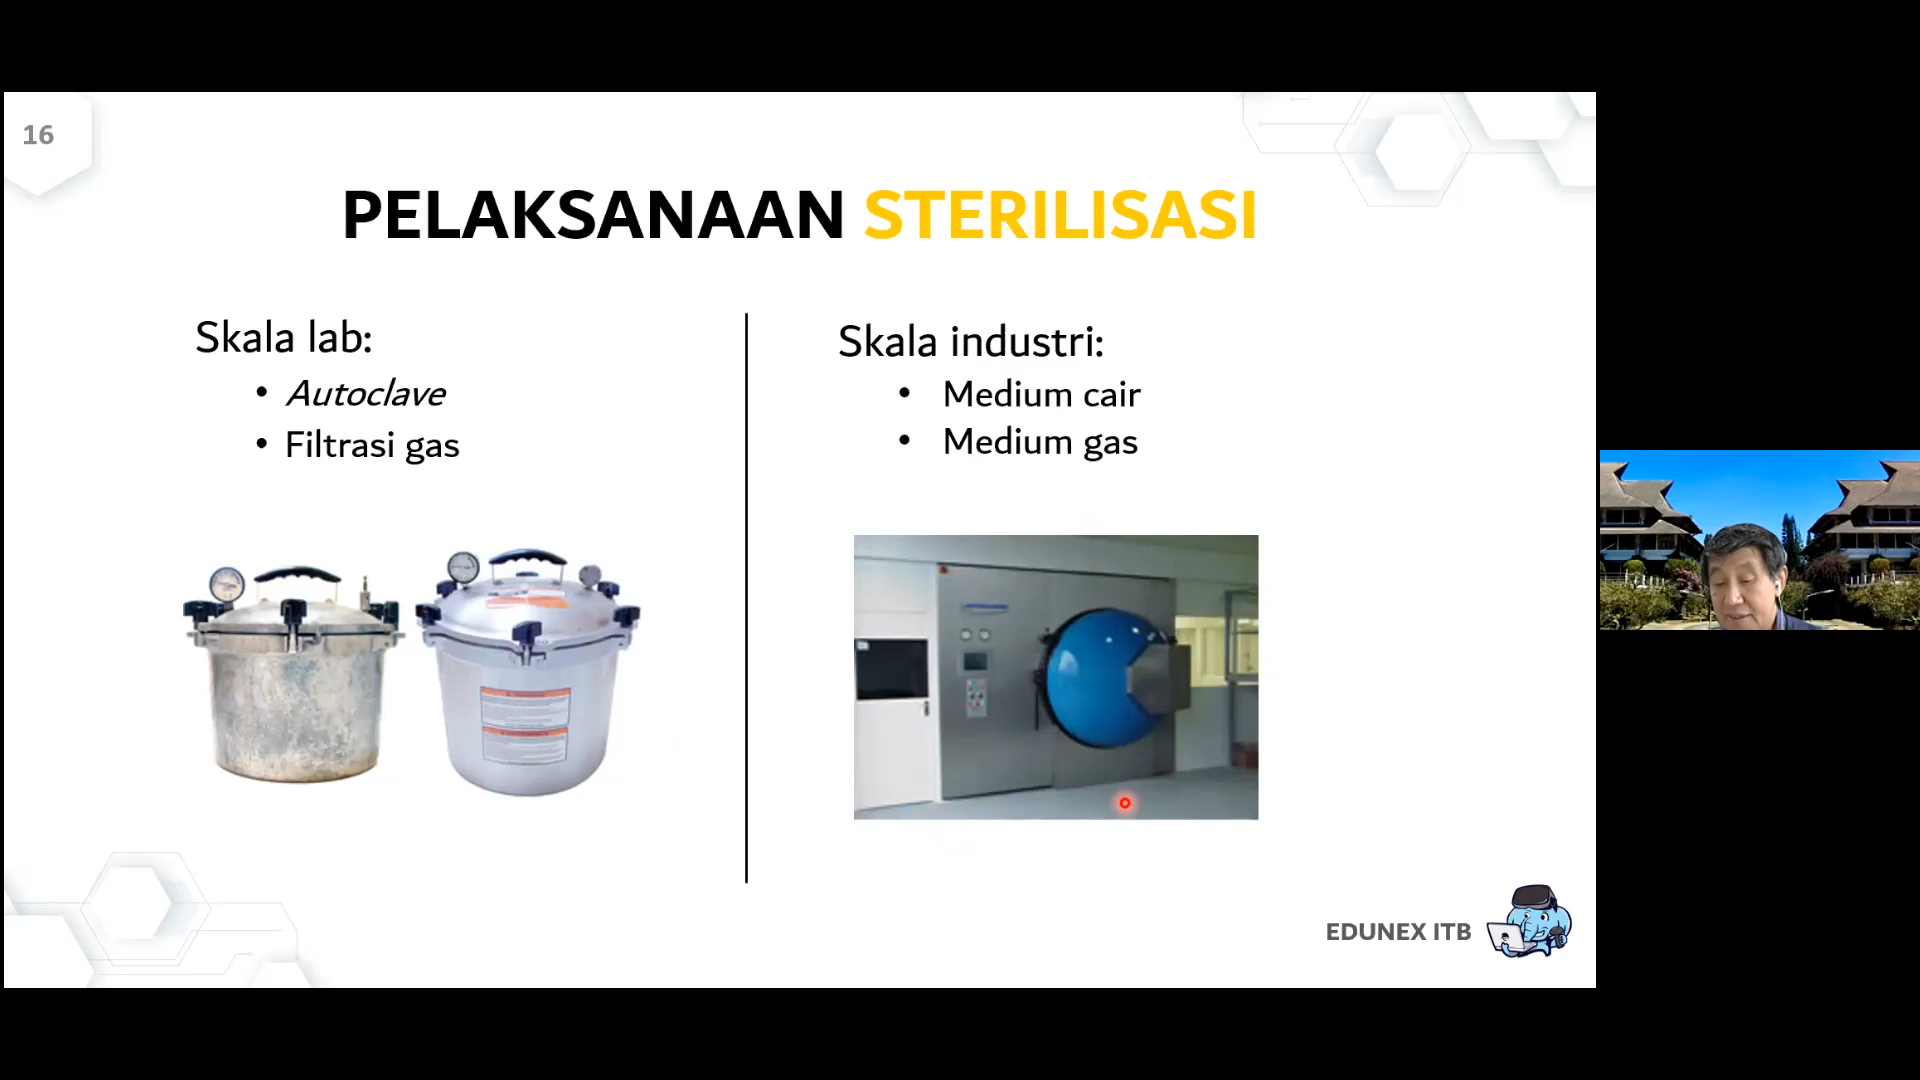 16
PELAKSANAAN STERILISASI
Skala lab:
• Autoclave
• Filtrasi gas
Skala industri:
• Medium cair
• Medium gas
EDUNEX ITB